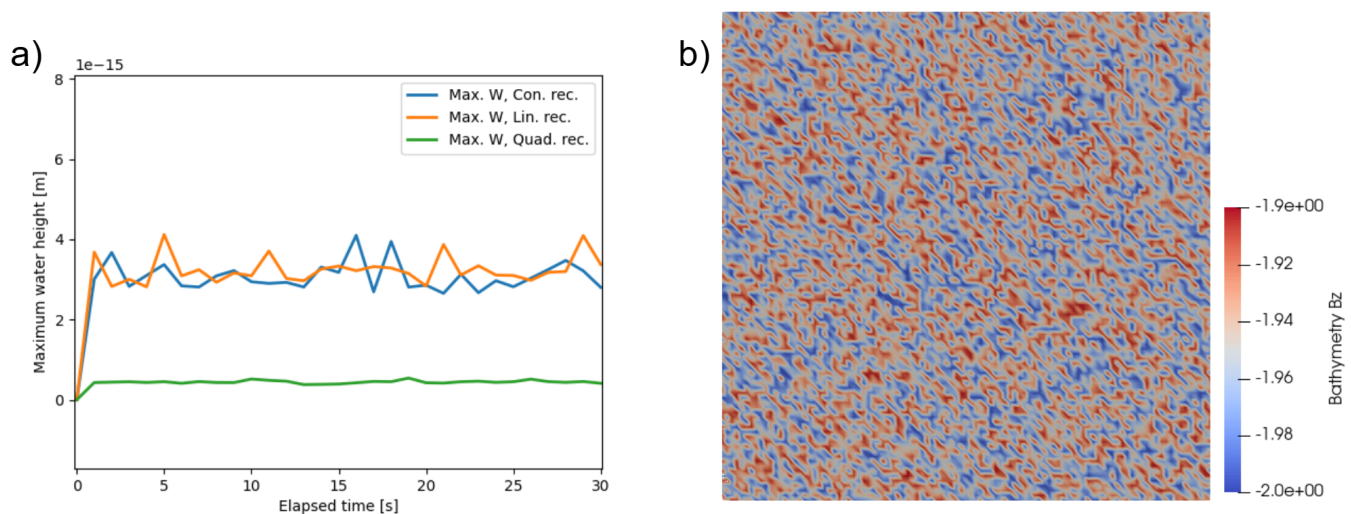 a)
1e−15
8
6
4
2
0
Maximum water height [m]
Max. W, Con. rec.
Max. W, Lin. rec.
Max. W, Quad. rec.
0 5 10 15 20 25 30
Elapsed time [s]
b)
-1.9e+00
-1.92
-1.94
-1.96
-1.98
-2.0e+00
Bathymetry Bz